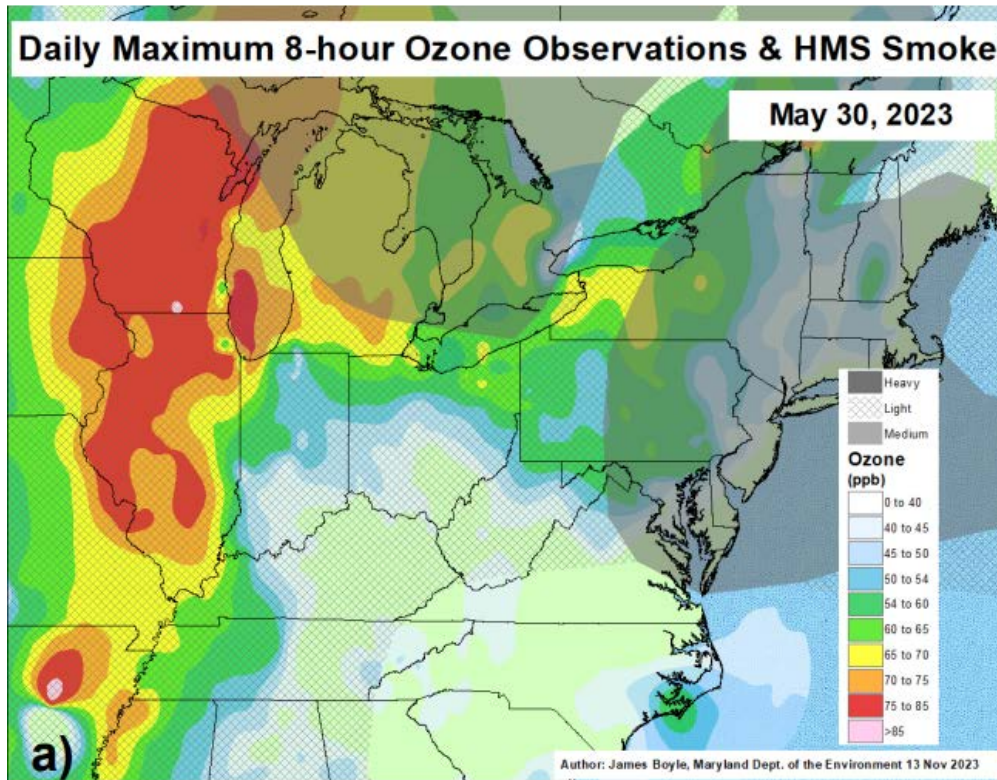 Daily Maximum 8-hour Ozone Observations & HMS Smoke
May 30, 2023
Heavy
Light
Medium
Ozone
(ppb)
0 to 40
40 to 45
45 to 50
50 to 54
54 to 60
60 to 65
65 to 70
70 to 75
75 to 85
>85
a)
Author: James Boyle, Maryland Dept. of the Environment 13 Nov 2023